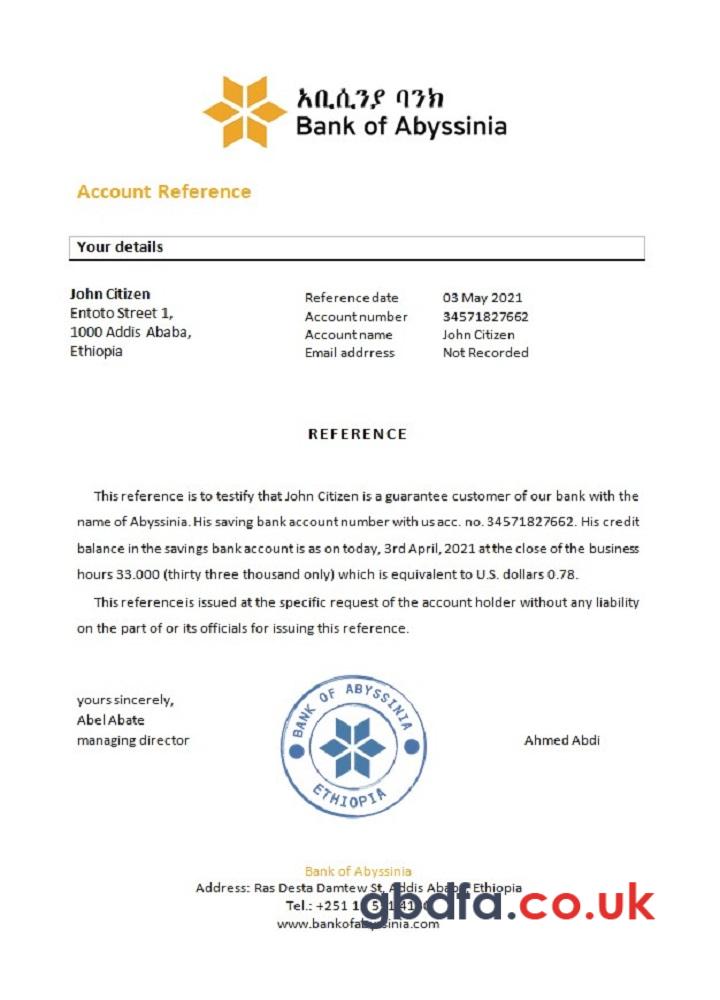 አቢሲንያ ባንክ
Bank of Abyssinia
Account Reference
Your details
John Citizen
Entoto Street 1,
1000 Addis Ababa,
Ethiopia
Reference date 03 May 2021
Account number 34571827662
Account name John Citizen
Email addrress Not Recorded
REFERENCE
This reference is to testify that John Citizen is a guarantee customer of our bank with the
name of Abyssinia. His saving bank account number with us acc. no. 34571827662. His credit
balance in the savings bank account is as on today, 3rd April, 2021 at the close of the business
hours 33.000 (thirty three thousand only) which is equivalent to U.S. dollars 0.78.
This reference is issued at the specific request of the account holder without any liability
on the part of or its officials for issuing this reference.
yours sincerely,
Abel Abate
managing director
BANK OF ABYSSINIA
ETHIOPIA
Ahmed Abdi
Bank of Abyssinia
Address: Ras Desta Damtew St, Addis Ababa, Ethiopia
Tel.: +251 1
www.bankofabyssinia.com
gbdfa.co.uk